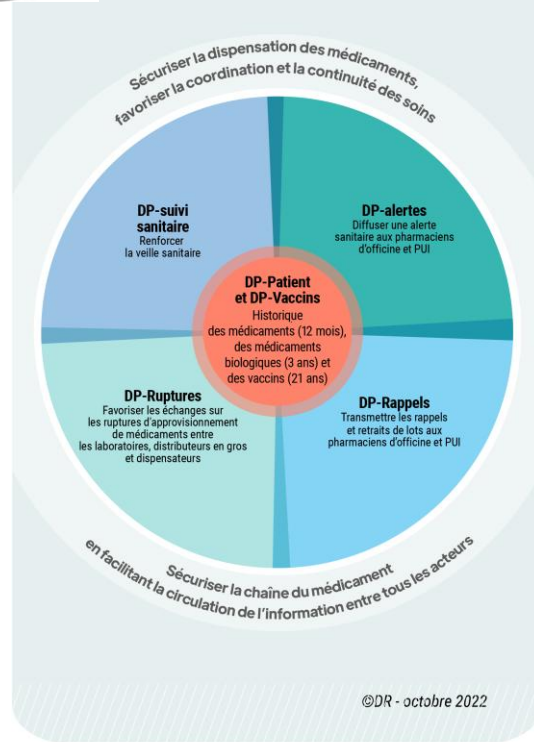 Sécuriser la dispensation des médicaments,
favoriser la coordination et la continuité des soins
DP-suivi
sanitaire
Renforcer
la veille sanitaire
DP-alertes
Diffuser une alerte
sanitaire aux pharmaciens
d'officine et PUI
DP-Patient
et DP-Vaccins
Historique
des médicaments (12 mois),
des médicaments
biologiques (3 ans) et
des vaccins (21 ans)
DP-Ruptures
Favoriser les échanges sur
les ruptures d'approvisionnement
de médicaments entre
les laboratoires, distributeurs en gros
et dispensateurs
DP-Rappels
Transmettre les rappels
et retraits de lots aux
pharmaciens d'officine et PUI
Sécuriser la chaîne du médicament
en facilitant la circulation de l'information entre tous les acteurs
©DR - octobre 2022